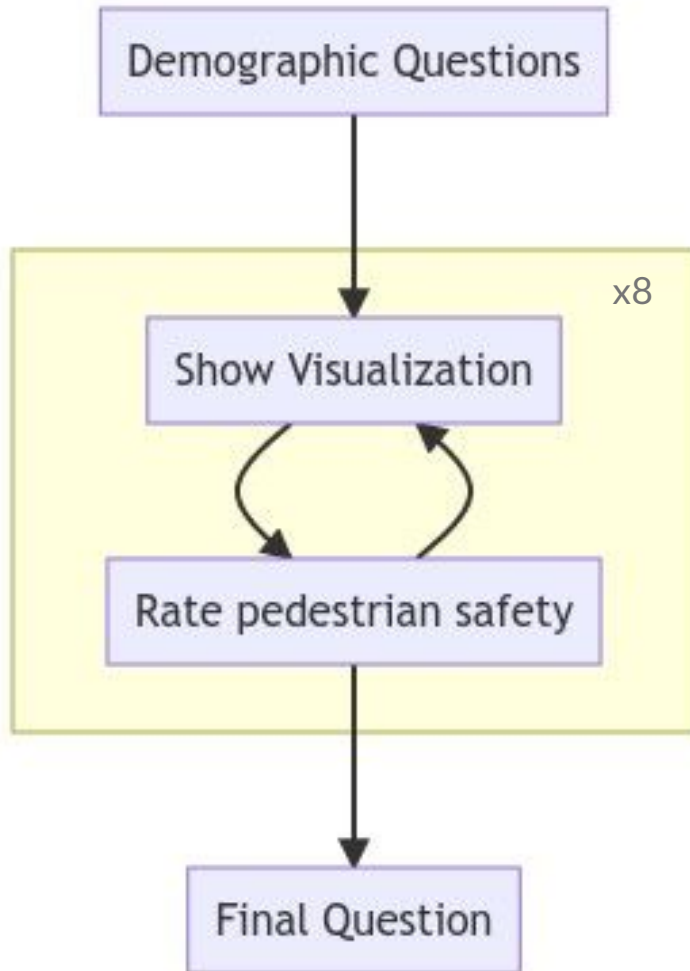 Demographic Questions
x8
Show Visualization
Rate pedestrian safety
Final Question